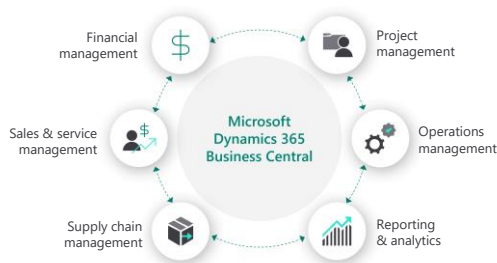 Financial
management
Project
management
Microsoft
Dynamics 365
Business Central
Sales & service
management
Operations
management
Supply chain
management
Reporting
& analytics